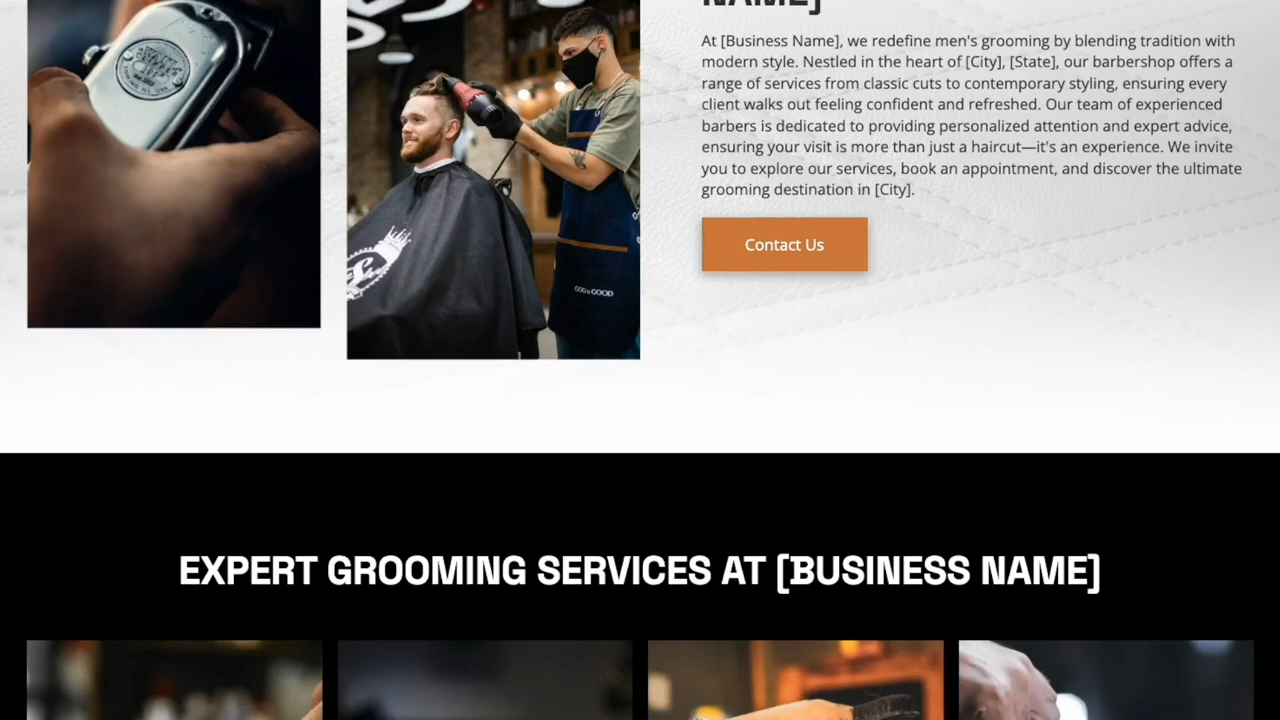 NAME]
At [Business Name], we redefine men's grooming by blending tradition with
modern style. Nestled in the heart of [City], [State], our barbershop offers a
range of services from classic cuts to contemporary styling, ensuring every
client walks out feeling confident and refreshed. Our team of experienced
barbers is dedicated to providing personalized attention and expert advice,
ensuring your visit is more than just a haircut—it's an experience. We invite
you to explore our services, book an appointment, and discover the ultimate
grooming destination in [City].
Contact Us
EXPERT GROOMING SERVICES AT [BUSINESS NAME]